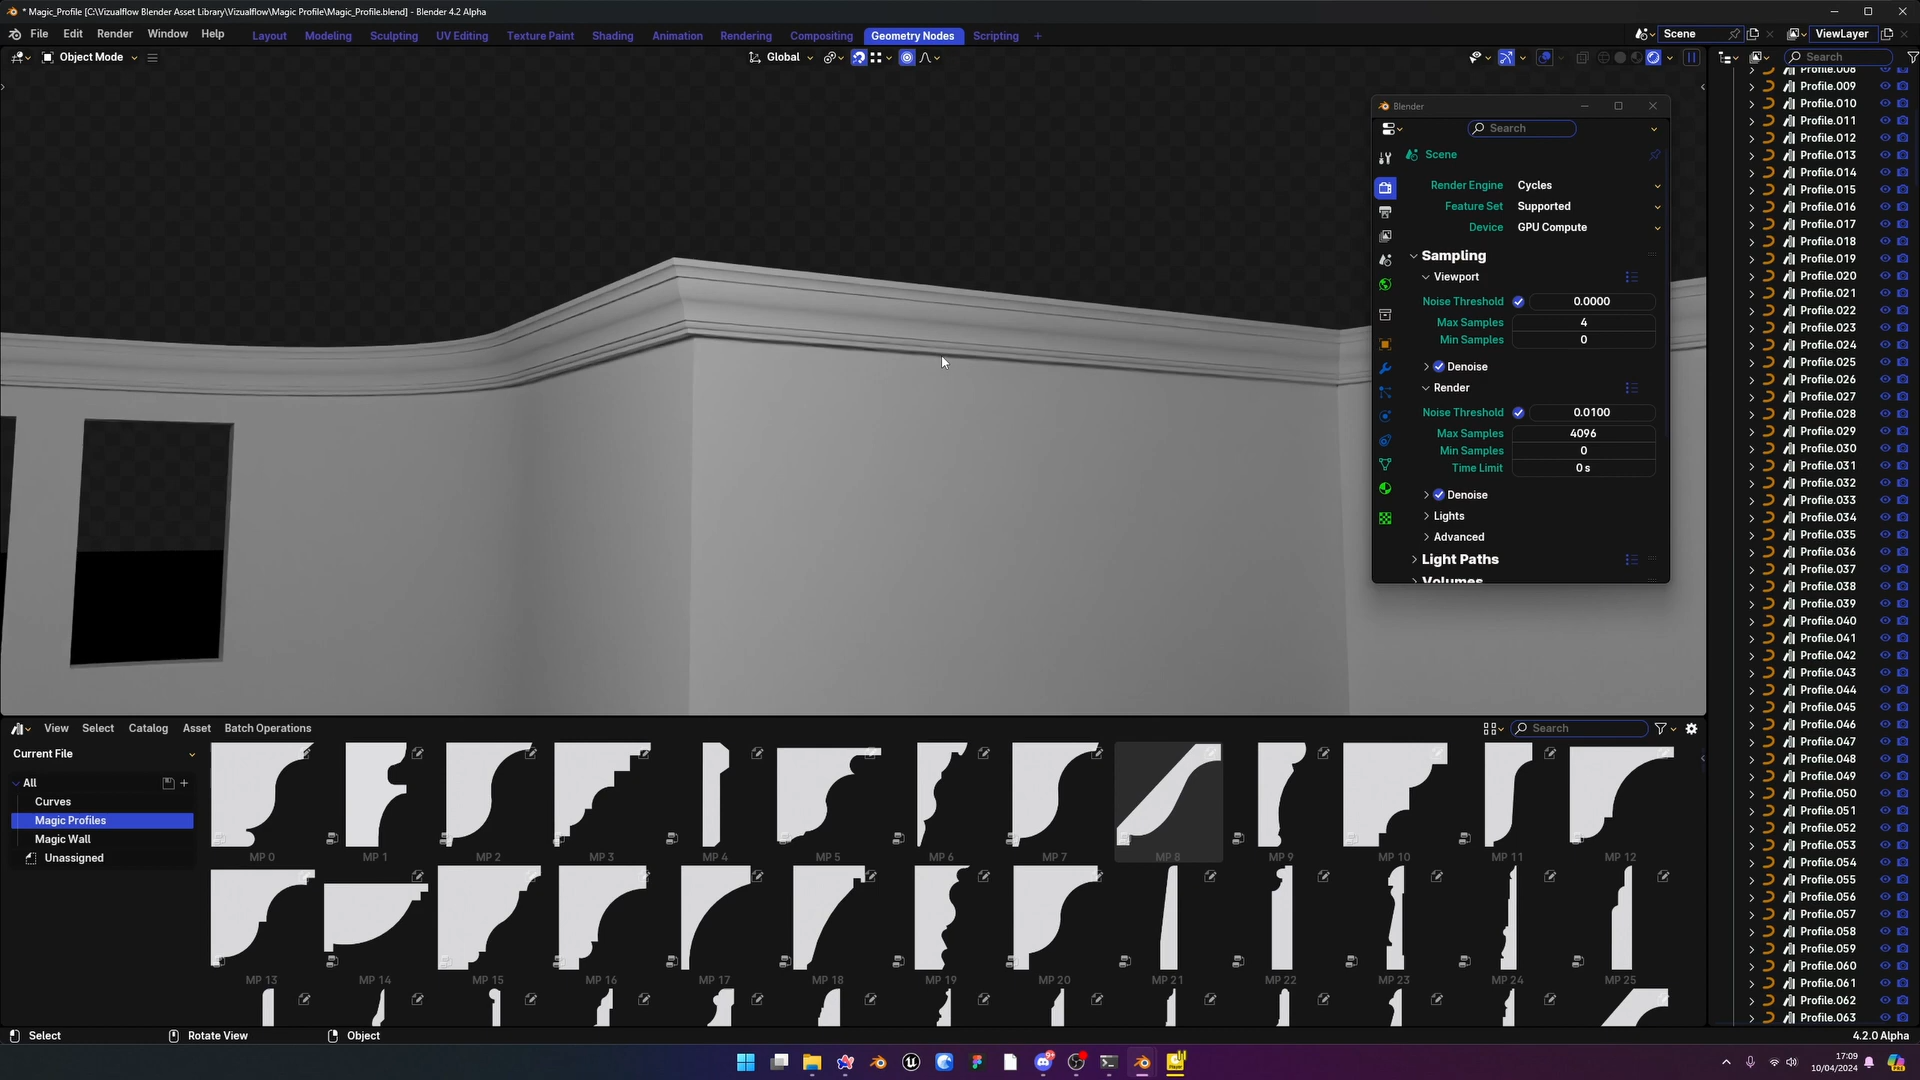 * Magic_Profile [C:\Vizualflow Blender Asset Library\Vizualflow\Magic Profile\Magic_Profile.blend] - Blender 4.2 Alpha
File Edit Render Window Help Layout Modeling Sculpting UV Editing Texture Paint Shading Animation Rendering Compositing Geometry Nodes Scripting + Scene ViewLayer
Object Mode Global Search
Blender
Search
Scene
Render Engine Cycles
Feature Set Supported
Device GPU Compute
Sampling
Viewport
Noise Threshold 0.0000
Max Samples 4
Min Samples 0
Denoise
Render
Noise Threshold 0.0100
Max Samples 4096
Min Samples 0
Time Limit 0 s
Denoise
Lights
Advanced
Light Paths
Volumes
Profile.008
Profile.009
Profile.010
Profile.011
Profile.012
Profile.013
Profile.014
Profile.015
Profile.016
Profile.017
Profile.018
Profile.019
Profile.020
Profile.021
Profile.022
Profile.023
Profile.024
Profile.025
Profile.026
Profile.027
Profile.028
Profile.029
Profile.030
Profile.031
Profile.032
Profile.033
Profile.034
Profile.035
Profile.036
Profile.037
Profile.038
Profile.039
Profile.040
Profile.041
Profile.042
Profile.043
Profile.044
Profile.045
Profile.046
Profile.047
Profile.048
Profile.049
Profile.050
Profile.051
Profile.052
Profile.053
Profile.054
Profile.055
Profile.056
Profile.057
Profile.058
Profile.059
Profile.060
Profile.061
Profile.062
Profile.063
View Select Catalog Asset Batch Operations Search
Current File
All
Curves
Magic Profiles
Magic Wall
Unassigned
MP 0 MP 1 MP 2 MP 3 MP 4 MP 5 MP 6 MP 7 MP 8 MP 9 MP 10 MP 11 MP 12
MP 13 MP 14 MP 15 MP 16 MP 17 MP 18 MP 19 MP 20 MP 21 MP 22 MP 23 MP 24 MP 25
Select Rotate View Object 4.2.0 Alpha
17:09
10/04/2024